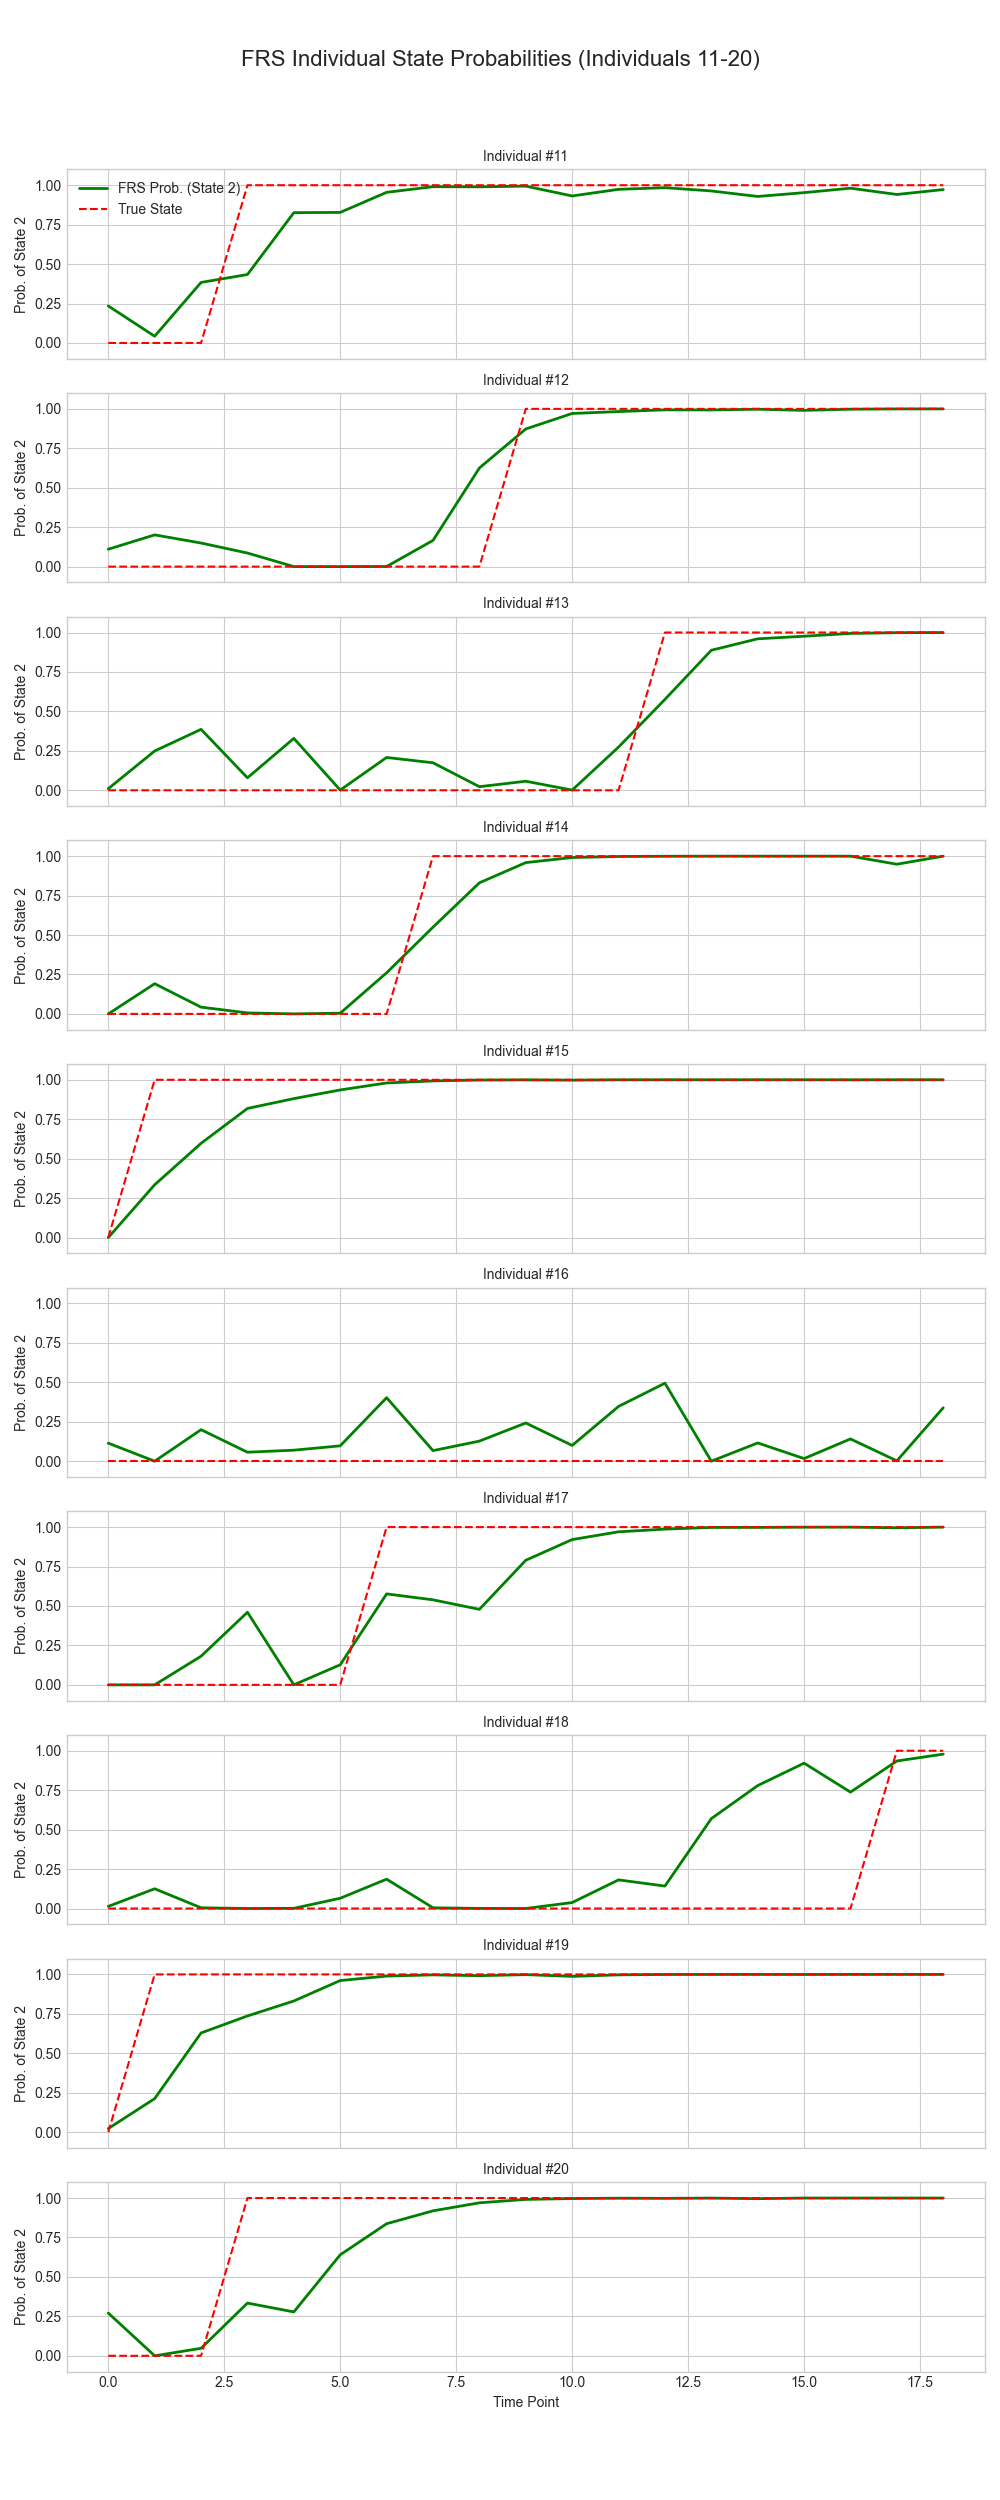 FRS Individual State Probabilities (Individuals 11-20)
Individual #11
FRS Prob. (State 2)
True State
Prob. of State 2
1.00
0.75
0.50
0.25
0.00
Individual #12
Prob. of State 2
1.00
0.75
0.50
0.25
0.00
Individual #13
Prob. of State 2
1.00
0.75
0.50
0.25
0.00
Individual #14
Prob. of State 2
1.00
0.75
0.50
0.25
0.00
Individual #15
Prob. of State 2
1.00
0.75
0.50
0.25
0.00
Individual #16
Prob. of State 2
1.00
0.75
0.50
0.25
0.00
Individual #17
Prob. of State 2
1.00
0.75
0.50
0.25
0.00
Individual #18
Prob. of State 2
1.00
0.75
0.50
0.25
0.00
Individual #19
Prob. of State 2
1.00
0.75
0.50
0.25
0.00
Individual #20
Prob. of State 2
1.00
0.75
0.50
0.25
0.00
0.0 2.5 5.0 7.5 10.0 12.5 15.0 17.5
Time Point